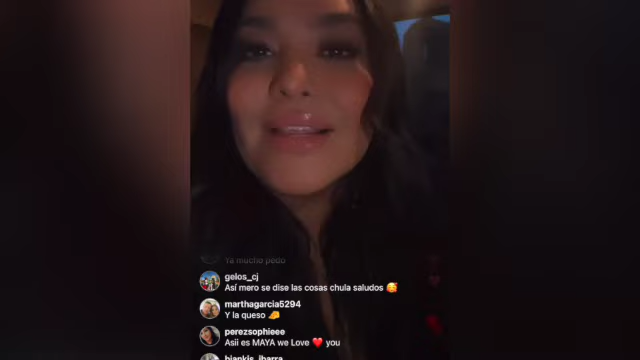 Ya mucho pedo
gelos_cj
Así mero se dise las cosas chula saludos 🥰
marthagarcia5294
Y la queso 🧀
perezsophieee
Asii es MAYA we Love ❤️ you
biankis_ibarra